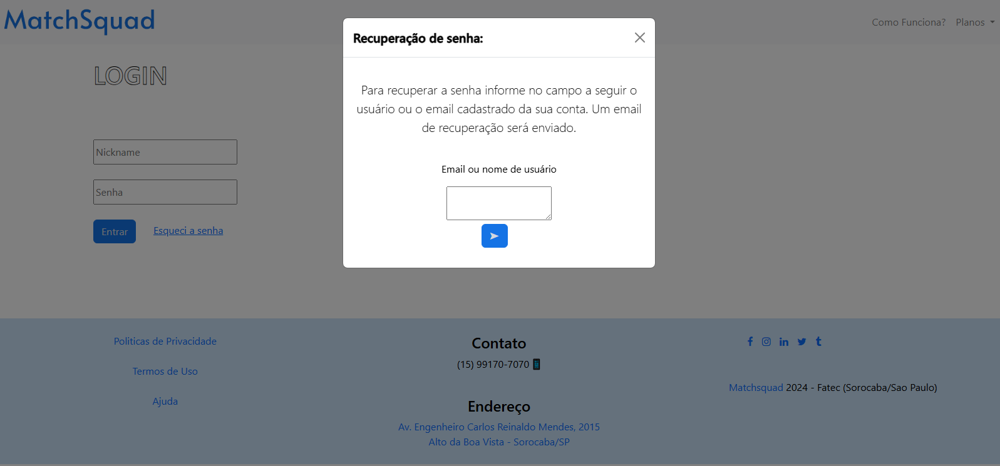 MatchSquad
Como Funciona?
Planos
LOGIN
Nickname
Senha
Entrar
Esqueci a senha
Recuperação de senha:
Para recuperar a senha informe no campo a seguir o
usuário ou o email cadastrado da sua conta. Um email
de recuperação será enviado.
Email ou nome de usuário
Politicas de Privacidade
Termos de Uso
Ajuda
Contato
(15) 99170-7070
Endereço
Av. Engenheiro Carlos Reinaldo Mendes, 2015
Alto da Boa Vista - Sorocaba/SP
Matchsquad 2024 - Fatec (Sorocaba/Sao Paulo)